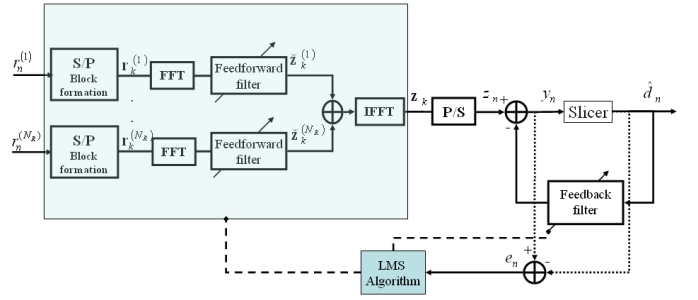 r_n^{(1)}
S/P
Block
formation
r_k^{(1)}
FFT
Feedforward
filter
z̃_k^{(1)}
r_n^{(N_R)}
S/P
Block
formation
r_k^{(N_R)}
FFT
Feedforward
filter
z̃_k^{(N_R)}
IFFT
z_k
P/S
z_n
+
-
y_n
Slicer
d̂_n
Feedback
filter
LMS
Algorithm
e_n
+
-